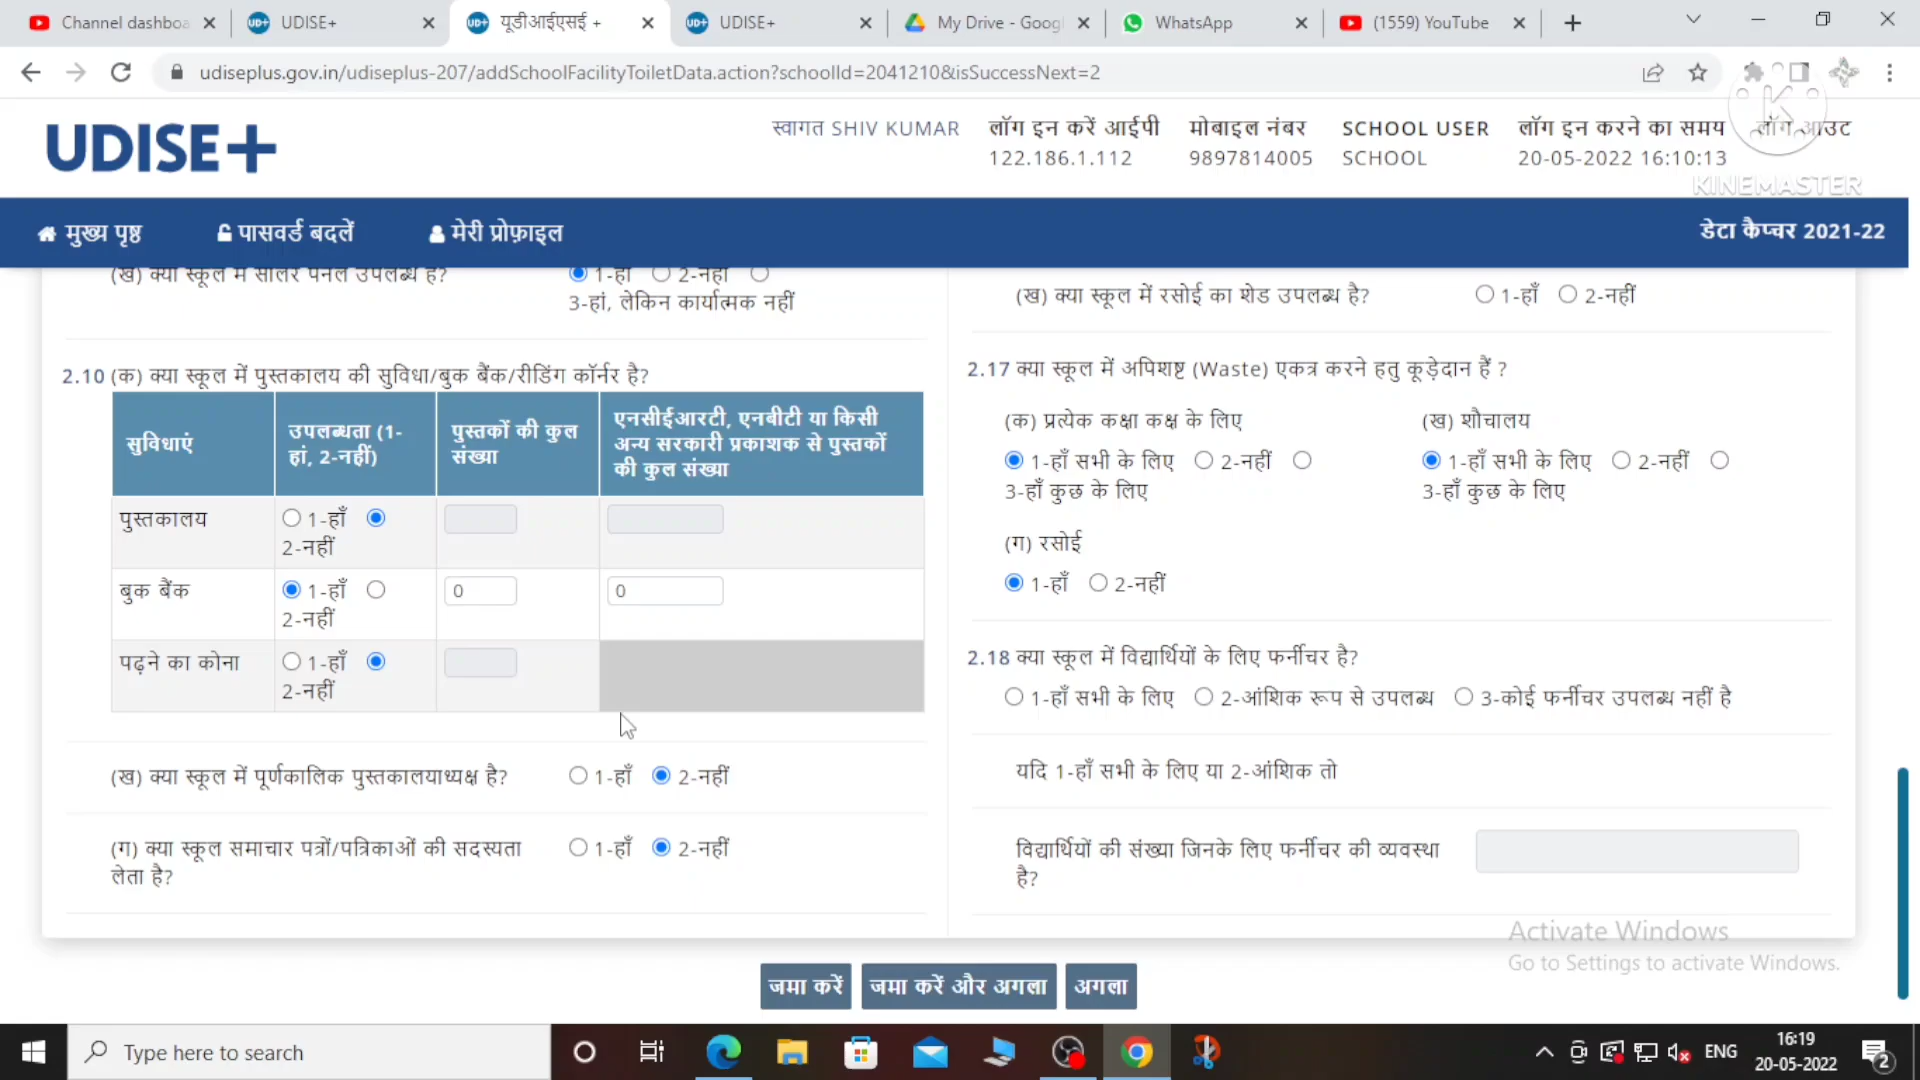 Channel dashboa
UDISE+
यूडीआईएसई +
UDISE+
My Drive - Goog
WhatsApp
(1559) YouTube
udiseplus.gov.in/udiseplus-207/addSchoolFacilityToiletData.action?schoolId=2041210&isSuccessNext=2
UDISE+
स्वागत SHIV KUMAR
लॉग इन करें आईपी
122.186.1.112
मोबाइल नंबर
9897814005
SCHOOL USER
SCHOOL
लॉग इन करने का समय
20-05-2022 16:10:13
लॉग आउट
KINEMASTER
मुख्य पृष्ठ
पासवर्ड बदलें
मेरी प्रोफ़ाइल
डेटा कैप्चर 2021-22
(ख) क्या स्कूल में सोलर पैनल उपलब्ध है?
1-हाँ 2-नहीं
3-हां, लेकिन कार्यात्मक नहीं
2.10 (क) क्या स्कूल में पुस्तकालय की सुविधा/बुक बैंक/रीडिंग कॉर्नर है?
सुविधाएं
उपलब्धता (1-
हां, 2-नहीं)
पुस्तकों की कुल
संख्या
एनसीईआरटी, एनबीटी या किसी
अन्य सरकारी प्रकाशक से पुस्तकों
की कुल संख्या
पुस्तकालय
1-हाँ
2-नहीं
बुक बैंक
1-हाँ
2-नहीं
0
0
पढ़ने का कोना
1-हाँ
2-नहीं
(ख) क्या स्कूल में पूर्णकालिक पुस्तकालयाध्यक्ष है?
1-हाँ 2-नहीं
(ग) क्या स्कूल समाचार पत्रों/पत्रिकाओं की सदस्यता
लेता है?
1-हाँ 2-नहीं
(ख) क्या स्कूल में रसोई का शेड उपलब्ध है?
1-हाँ 2-नहीं
2.17 क्या स्कूल में अपिशष्ट (Waste) एकत्र करने हतु कूड़ेदान हैं ?
(क) प्रत्येक कक्षा कक्ष के लिए
1-हाँ सभी के लिए 2-नहीं
3-हाँ कुछ के लिए
(ख) शौचालय
1-हाँ सभी के लिए 2-नहीं
3-हाँ कुछ के लिए
(ग) रसोई
1-हाँ 2-नहीं
2.18 क्या स्कूल में विद्यार्थियों के लिए फर्नीचर है?
1-हाँ सभी के लिए 2-आंशिक रूप से उपलब्ध 3-कोई फर्नीचर उपलब्ध नहीं है
यदि 1-हाँ सभी के लिए या 2-आंशिक तो
विद्यार्थियों की संख्या जिनके लिए फर्नीचर की व्यवस्था
है?
Activate Windows
Go to Settings to activate Windows.
जमा करें
जमा करें और अगला
अगला
Type here to search
ENG
16:19
20-05-2022
2